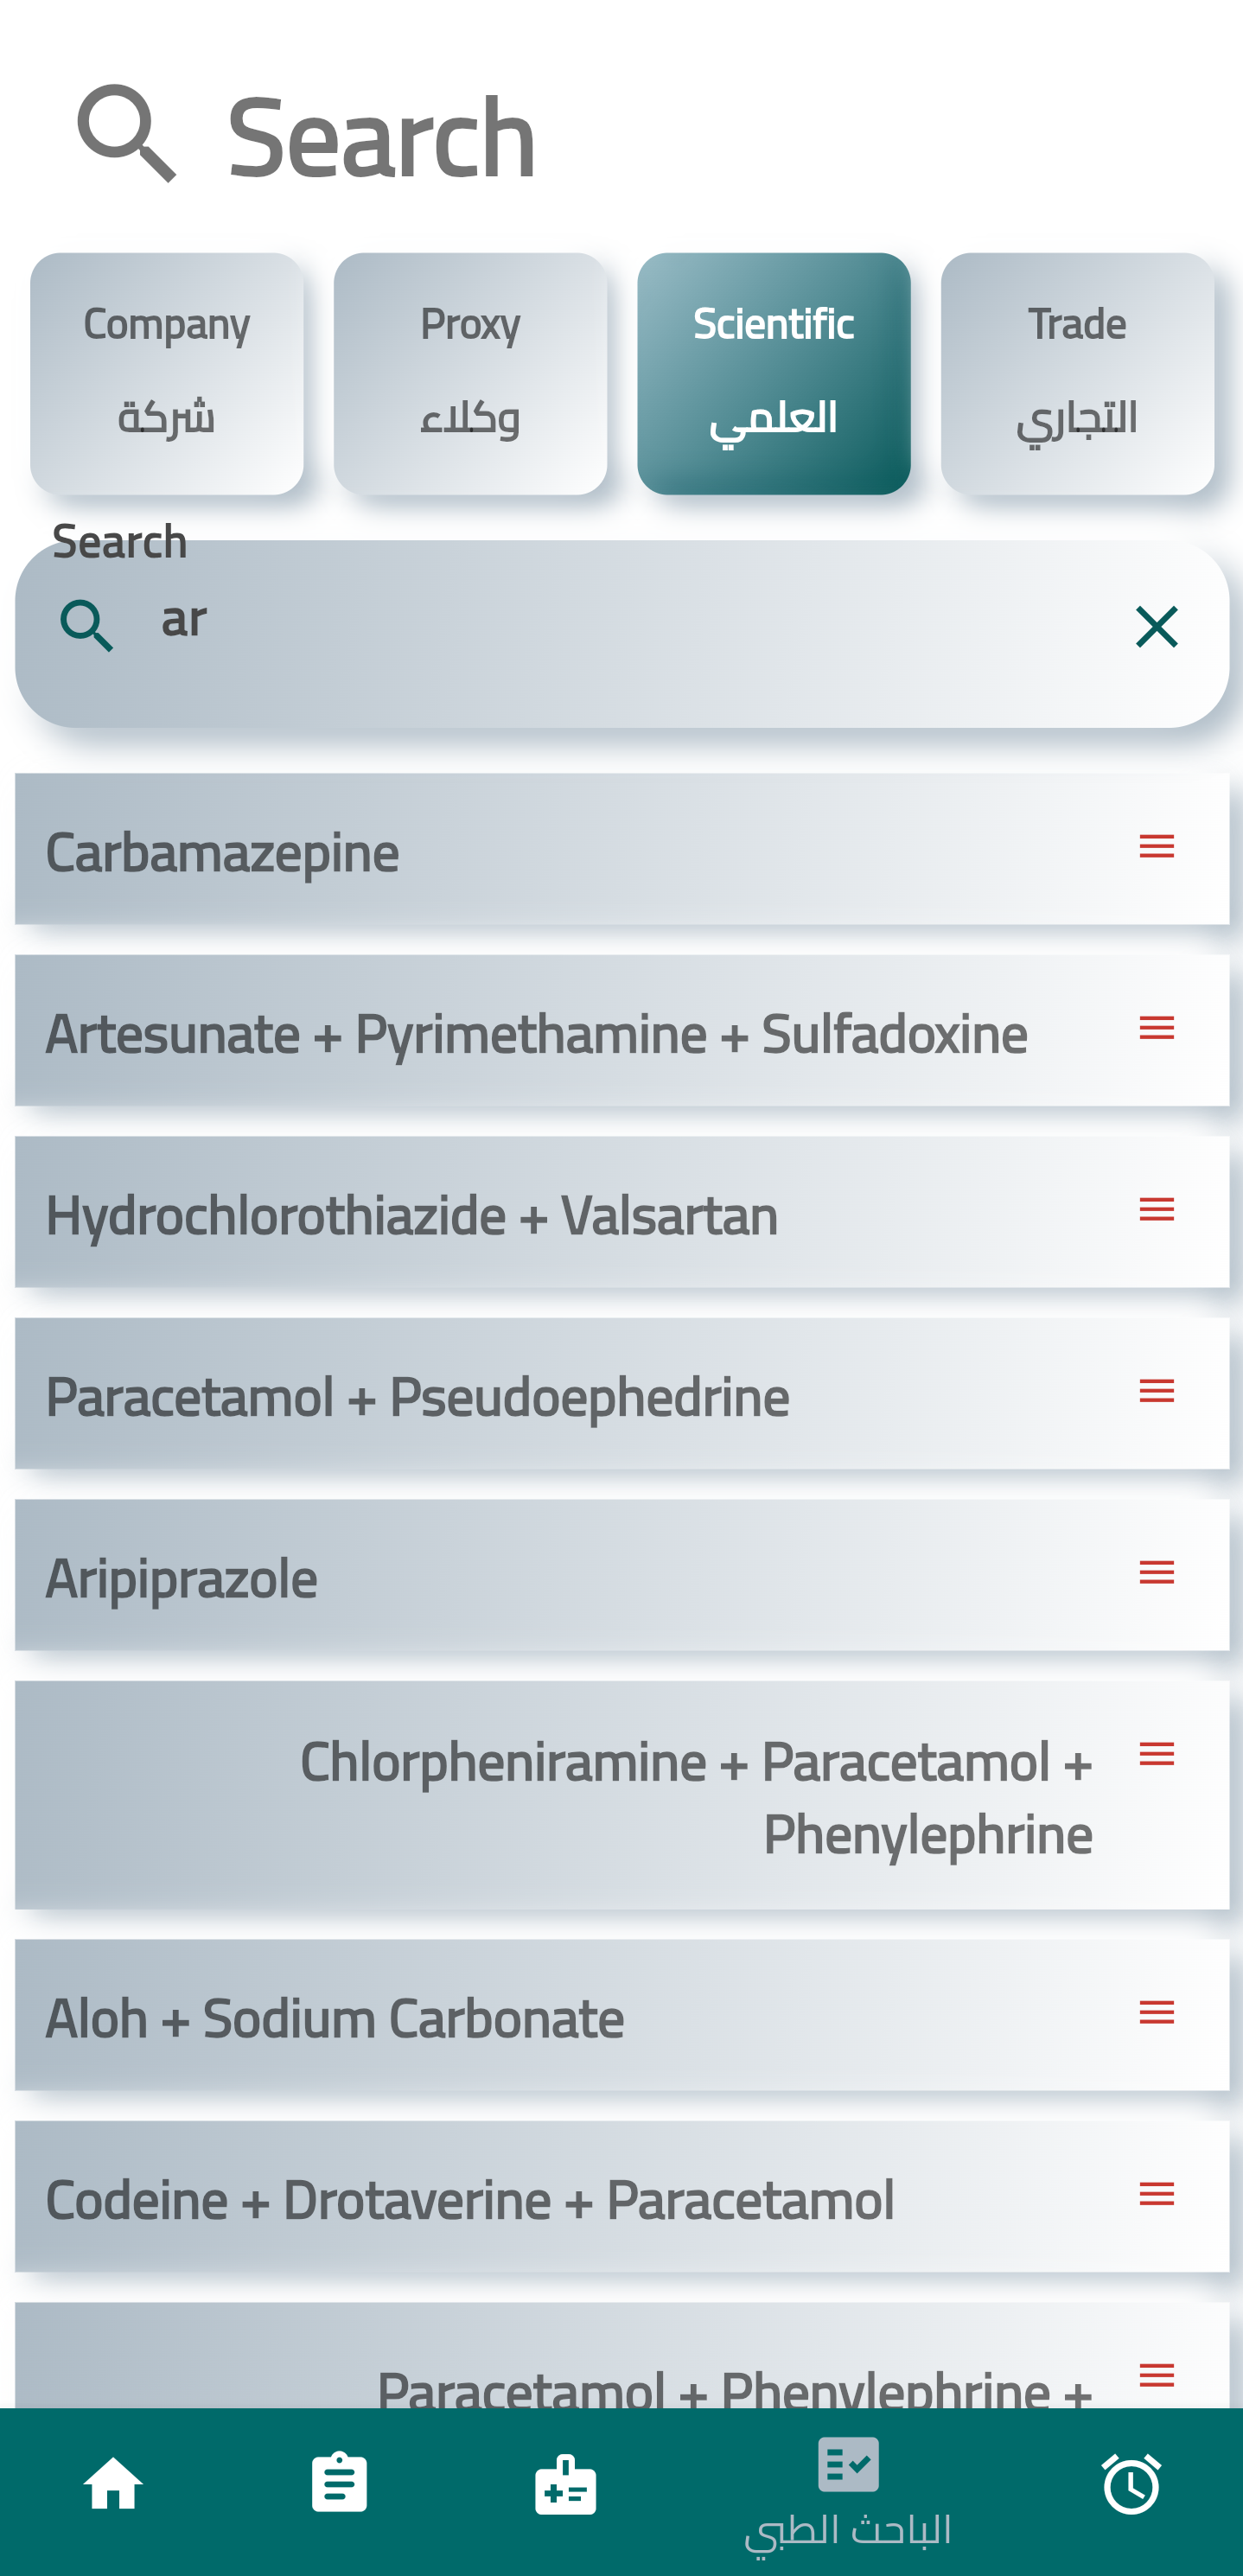 Search
Company
شركة
Proxy
وكلاء
Scientific
العلمي
Trade
التجاري
Search
ar
Carbamazepine
Artesunate + Pyrimethamine + Sulfadoxine
Hydrochlorothiazide + Valsartan
Paracetamol + Pseudoephedrine
Aripiprazole
Chlorpheniramine + Paracetamol +
Phenylephrine
Aloh + Sodium Carbonate
Codeine + Drotaverine + Paracetamol
Paracetamol + Phenylephrine +
الباحث الطبي